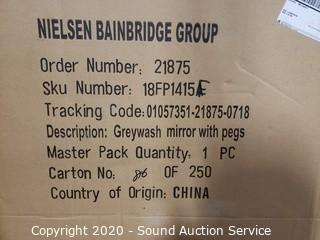 NIELSEN BAINBRIDGE GROUP
Order Number: 21875
Sku Number: 18FP1415E
Tracking Code:01057351-21875-0718
Description: Greywash mirror with pegs
Master Pack Quantity: 1 PC
Carton No: 86 OF 250
Country of Origin: CHINA
Copyright 2020 - Sound Auction Service